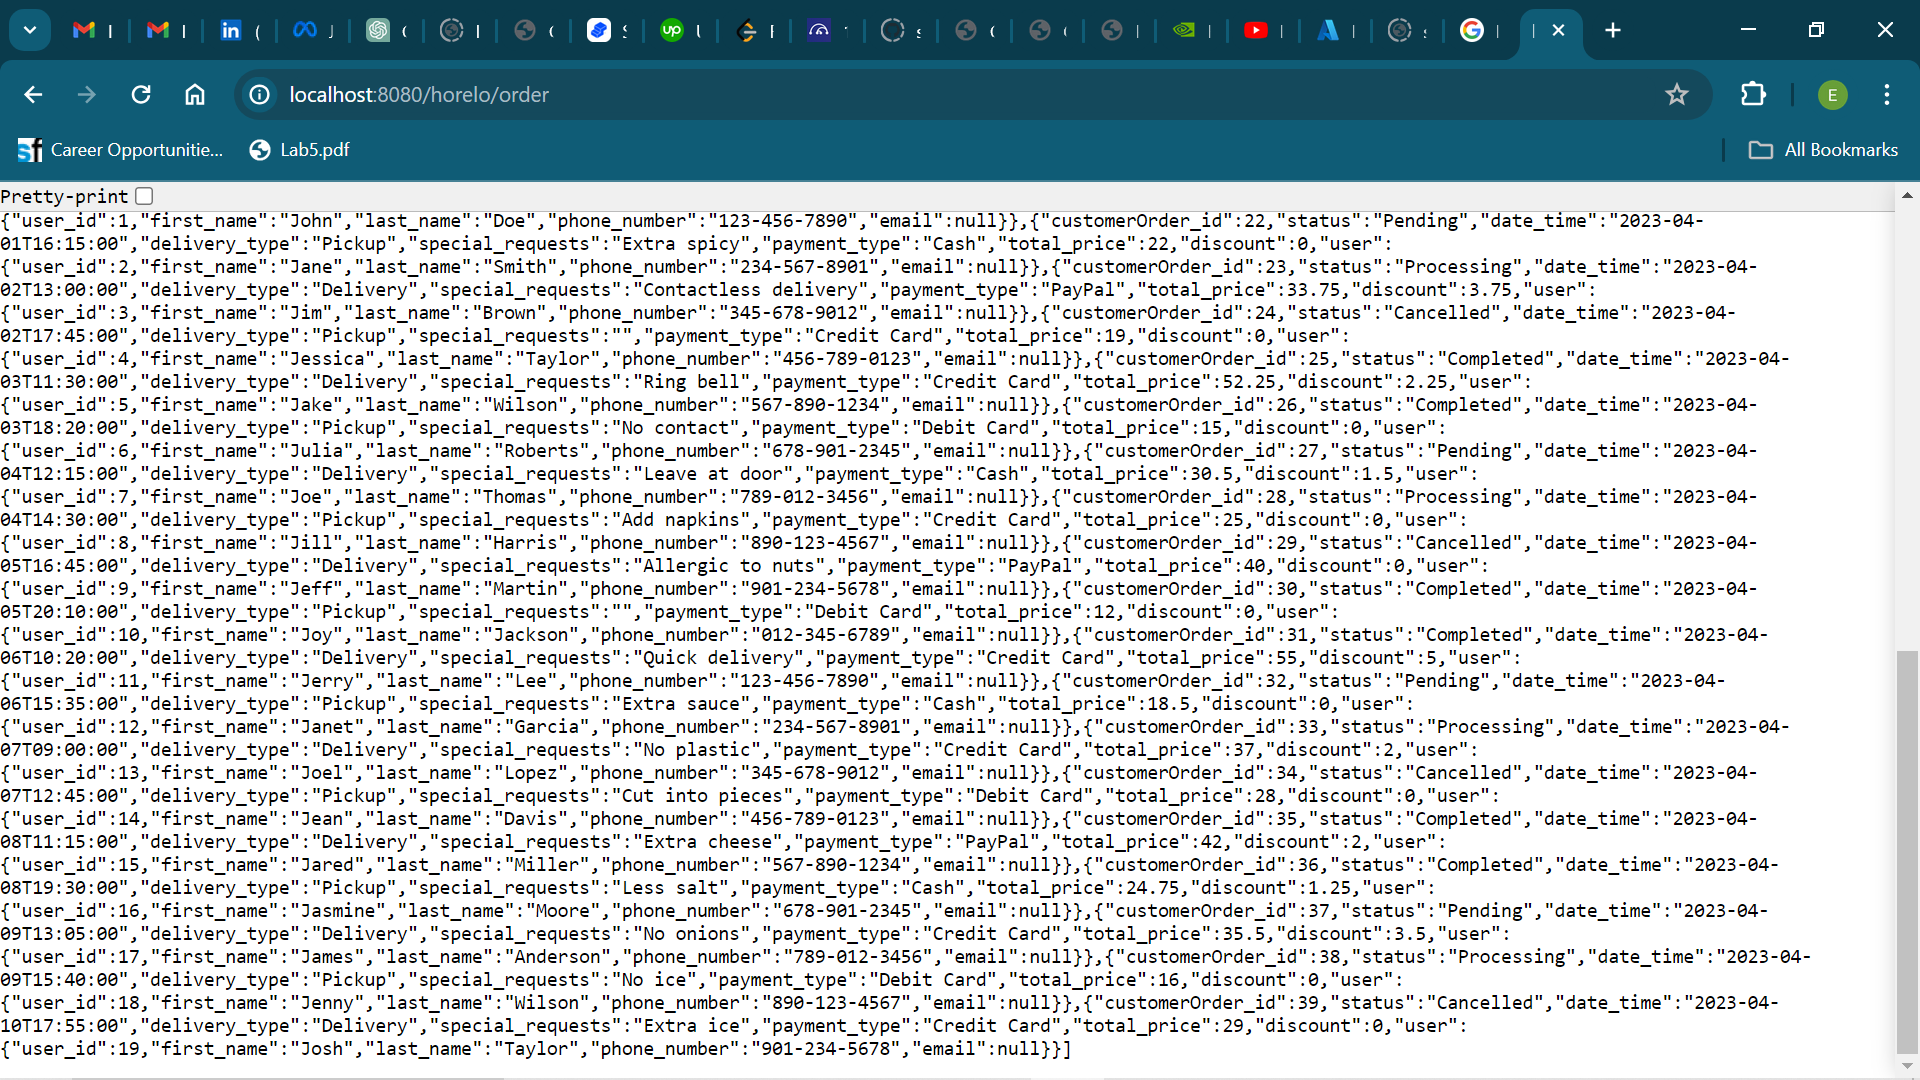 localhost:8080/horelo/order
E
sf Career Opportunitie...
Lab5.pdf
All Bookmarks
Pretty-print
{"user_id":1,"first_name":"John","last_name":"Doe","phone_number":"123-456-7890","email":null}},{"customerOrder_id":22,"status":"Pending","date_time":"2023-04-
01T16:15:00","delivery_type":"Pickup","special_requests":"Extra spicy","payment_type":"Cash","total_price":22,"discount":0,"user":
{"user_id":2,"first_name":"Jane","last_name":"Smith","phone_number":"234-567-8901","email":null}},{"customerOrder_id":23,"status":"Processing","date_time":"2023-04-
02T13:00:00","delivery_type":"Delivery","special_requests":"Contactless delivery","payment_type":"PayPal","total_price":33.75,"discount":3.75,"user":
{"user_id":3,"first_name":"Jim","last_name":"Brown","phone_number":"345-678-9012","email":null}},{"customerOrder_id":24,"status":"Cancelled","date_time":"2023-04-
02T17:45:00","delivery_type":"Pickup","special_requests":"","payment_type":"Credit Card","total_price":19,"discount":0,"user":
{"user_id":4,"first_name":"Jessica","last_name":"Taylor","phone_number":"456-789-0123","email":null}},{"customerOrder_id":25,"status":"Completed","date_time":"2023-04-
03T11:30:00","delivery_type":"Delivery","special_requests":"Ring bell","payment_type":"Credit Card","total_price":52.25,"discount":2.25,"user":
{"user_id":5,"first_name":"Jake","last_name":"Wilson","phone_number":"567-890-1234","email":null}},{"customerOrder_id":26,"status":"Completed","date_time":"2023-04-
03T18:20:00","delivery_type":"Pickup","special_requests":"No contact","payment_type":"Debit Card","total_price":15,"discount":0,"user":
{"user_id":6,"first_name":"Julia","last_name":"Roberts","phone_number":"678-901-2345","email":null}},{"customerOrder_id":27,"status":"Pending","date_time":"2023-04-
04T12:15:00","delivery_type":"Delivery","special_requests":"Leave at door","payment_type":"Cash","total_price":30.5,"discount":1.5,"user":
{"user_id":7,"first_name":"Joe","last_name":"Thomas","phone_number":"789-012-3456","email":null}},{"customerOrder_id":28,"status":"Processing","date_time":"2023-04-
04T14:30:00","delivery_type":"Pickup","special_requests":"Add napkins","payment_type":"Credit Card","total_price":25,"discount":0,"user":
{"user_id":8,"first_name":"Jill","last_name":"Harris","phone_number":"890-123-4567","email":null}},{"customerOrder_id":29,"status":"Cancelled","date_time":"2023-04-
05T16:45:00","delivery_type":"Delivery","special_requests":"Allergic to nuts","payment_type":"PayPal","total_price":40,"discount":0,"user":
{"user_id":9,"first_name":"Jeff","last_name":"Martin","phone_number":"901-234-5678","email":null}},{"customerOrder_id":30,"status":"Completed","date_time":"2023-04-
05T20:10:00","delivery_type":"Pickup","special_requests":"","payment_type":"Debit Card","total_price":12,"discount":0,"user":
{"user_id":10,"first_name":"Joy","last_name":"Jackson","phone_number":"012-345-6789","email":null}},{"customerOrder_id":31,"status":"Completed","date_time":"2023-04-
06T10:20:00","delivery_type":"Delivery","special_requests":"Quick delivery","payment_type":"Credit Card","total_price":55,"discount":5,"user":
{"user_id":11,"first_name":"Jerry","last_name":"Lee","phone_number":"123-456-7890","email":null}},{"customerOrder_id":32,"status":"Pending","date_time":"2023-04-
06T15:35:00","delivery_type":"Pickup","special_requests":"Extra sauce","payment_type":"Cash","total_price":18.5,"discount":0,"user":
{"user_id":12,"first_name":"Janet","last_name":"Garcia","phone_number":"234-567-8901","email":null}},{"customerOrder_id":33,"status":"Processing","date_time":"2023-04-
07T09:00:00","delivery_type":"Delivery","special_requests":"No plastic","payment_type":"Credit Card","total_price":37,"discount":2,"user":
{"user_id":13,"first_name":"Joel","last_name":"Lopez","phone_number":"345-678-9012","email":null}},{"customerOrder_id":34,"status":"Cancelled","date_time":"2023-04-
07T12:45:00","delivery_type":"Pickup","special_requests":"Cut into pieces","payment_type":"Debit Card","total_price":28,"discount":0,"user":
{"user_id":14,"first_name":"Jean","last_name":"Davis","phone_number":"456-789-0123","email":null}},{"customerOrder_id":35,"status":"Completed","date_time":"2023-04-
08T11:15:00","delivery_type":"Delivery","special_requests":"Extra cheese","payment_type":"PayPal","total_price":42,"discount":2,"user":
{"user_id":15,"first_name":"Jared","last_name":"Miller","phone_number":"567-890-1234","email":null}},{"customerOrder_id":36,"status":"Completed","date_time":"2023-04-
08T19:30:00","delivery_type":"Pickup","special_requests":"Less salt","payment_type":"Cash","total_price":24.75,"discount":1.25,"user":
{"user_id":16,"first_name":"Jasmine","last_name":"Moore","phone_number":"678-901-2345","email":null}},{"customerOrder_id":37,"status":"Pending","date_time":"2023-04-
09T13:05:00","delivery_type":"Delivery","special_requests":"No onions","payment_type":"Credit Card","total_price":35.5,"discount":3.5,"user":
{"user_id":17,"first_name":"James","last_name":"Anderson","phone_number":"789-012-3456","email":null}},{"customerOrder_id":38,"status":"Processing","date_time":"2023-04-
09T15:40:00","delivery_type":"Pickup","special_requests":"No ice","payment_type":"Debit Card","total_price":16,"discount":0,"user":
{"user_id":18,"first_name":"Jenny","last_name":"Wilson","phone_number":"890-123-4567","email":null}},{"customerOrder_id":39,"status":"Cancelled","date_time":"2023-04-
10T17:55:00","delivery_type":"Delivery","special_requests":"Extra ice","payment_type":"Credit Card","total_price":29,"discount":0,"user":
{"user_id":19,"first_name":"Josh","last_name":"Taylor","phone_number":"901-234-5678","email":null}}]